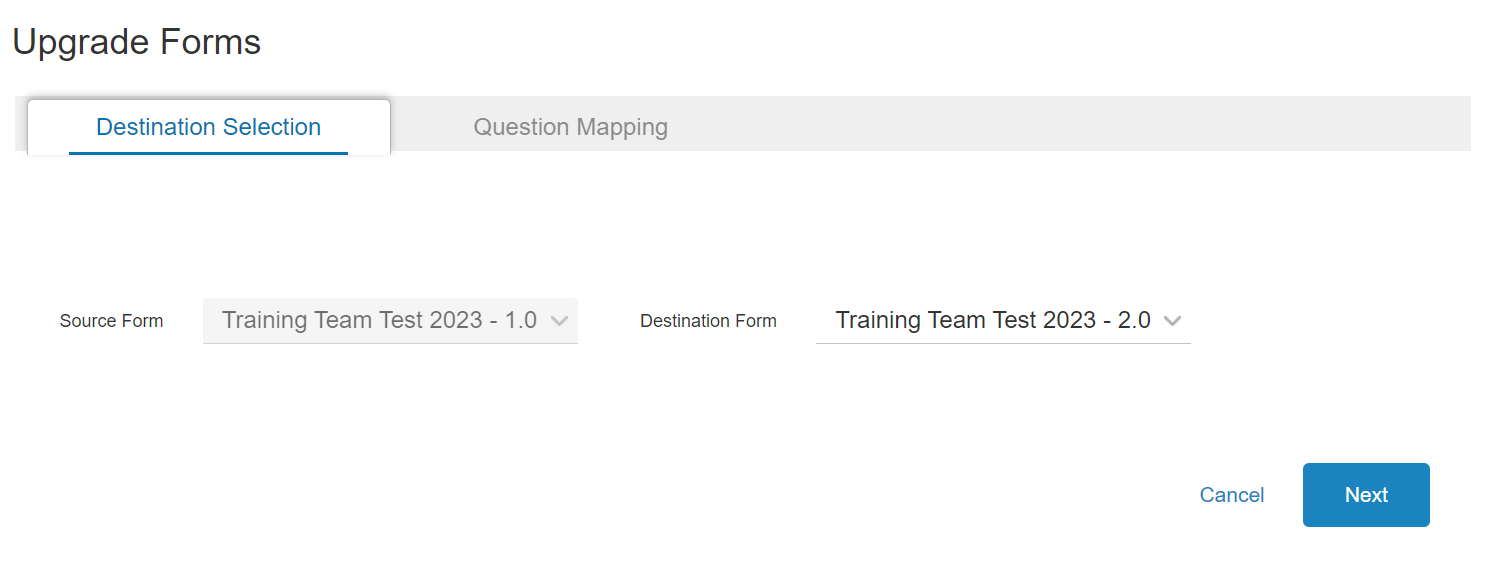 Upgrade Forms
Destination Selection Question Mapping
Source Form Training Team Test 2023 - 1.0 Destination Form Training Team Test 2023 - 2.0
Cancel Next